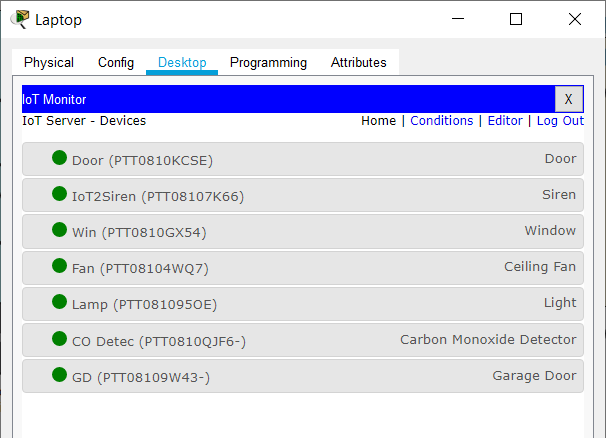 Laptop
Physical Config Desktop Programming Attributes
IoT Monitor X
IoT Server - Devices Home | Conditions | Editor | Log Out
Door (PTT0810KCSE) Door
IoT2Siren (PTT08107K66) Siren
Win (PTT0810GX54) Window
Fan (PTT08104WQ7) Ceiling Fan
Lamp (PTT081095OE) Light
CO Detec (PTT0810QJF6-) Carbon Monoxide Detector
GD (PTT08109W43-) Garage Door